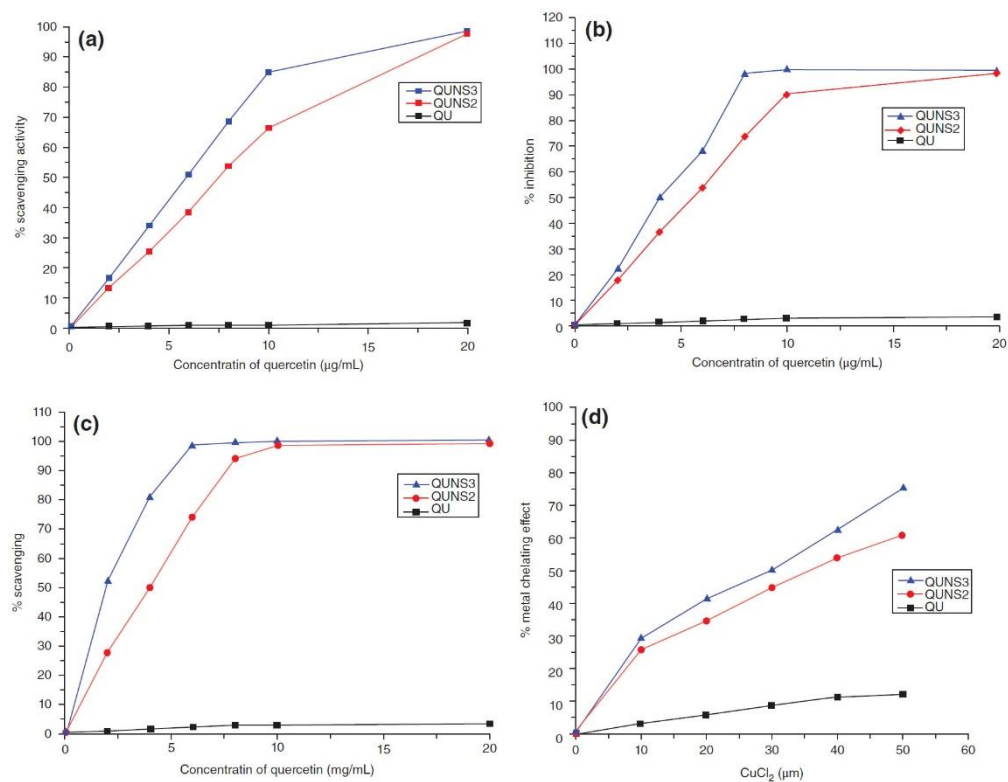 (a)
100
90
80
70
60
50
40
30
20
10
0
% scavenging activity
QUNS3
QUNS2
QU
0 5 10 15 20
Concentratin of quercetin (µg/mL)
(b)
120
110
100
90
80
70
60
50
40
30
20
10
0
% inhibition
QUNS3
QUNS2
QU
0 5 10 15 20
Concentratin of quercetin (µg/mL)
(c)
110
100
90
80
70
60
50
40
30
20
10
0
% scavenging
QUNS3
QUNS2
QU
0 5 10 15 20
Concentratin of quercetin (mg/mL)
(d)
100
90
80
70
60
50
40
30
20
10
0
% metal chelating effect
QUNS3
QUNS2
QU
0 10 20 30 40 50 60
CuCl₂ (µm)